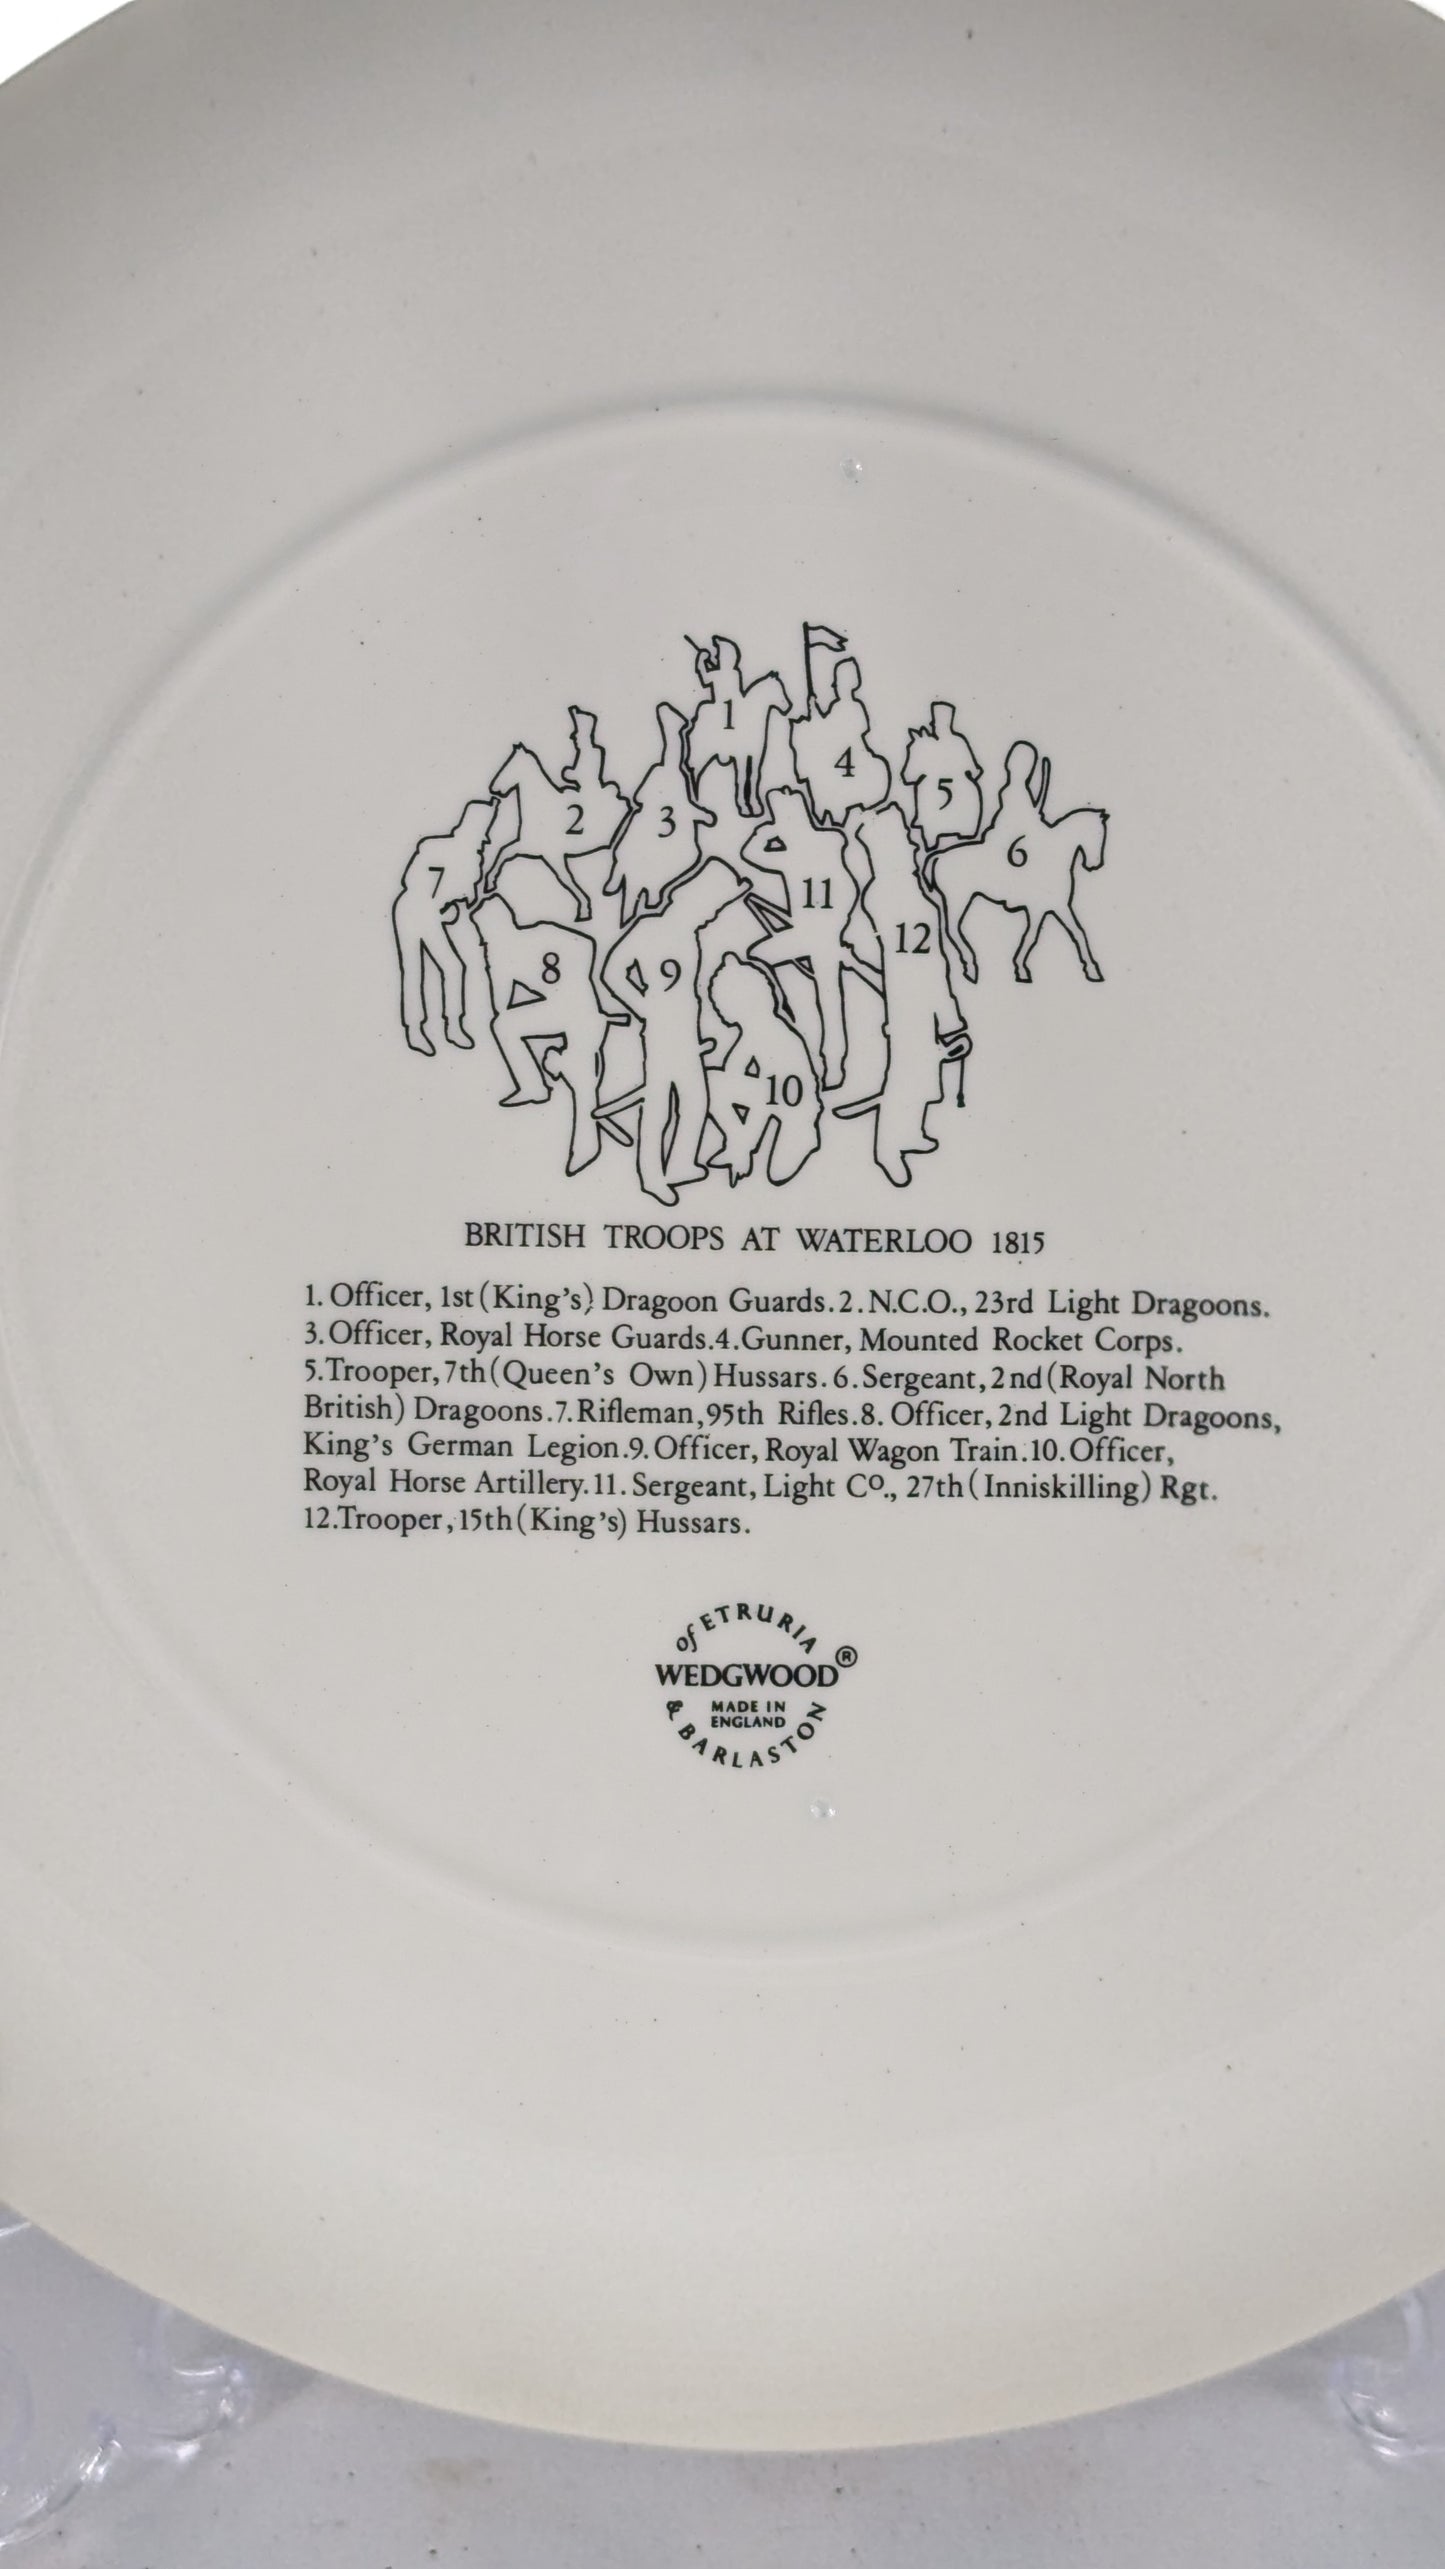 1
4
2
3
5
6
7
11
12
8
9
10
BRITISH TROOPS AT WATERLOO 1815
1. Officer, 1st (King's) Dragoon Guards. 2. N.C.O., 23rd Light Dragoons.
3. Officer, Royal Horse Guards. 4. Gunner, Mounted Rocket Corps.
5. Trooper, 7th (Queen's Own) Hussars. 6. Sergeant, 2nd (Royal North
British) Dragoons. 7. Rifleman, 95th Rifles. 8. Officer, 2nd Light Dragoons,
King's German Legion. 9. Officer, Royal Wagon Train. 10. Officer,
Royal Horse Artillery. 11. Sergeant, Light Co., 27th (Inniskilling) Rgt.
12. Trooper, 15th (King's) Hussars.
of ETRURIA
WEDGWOOD®
MADE IN
ENGLAND
& BARLASTON